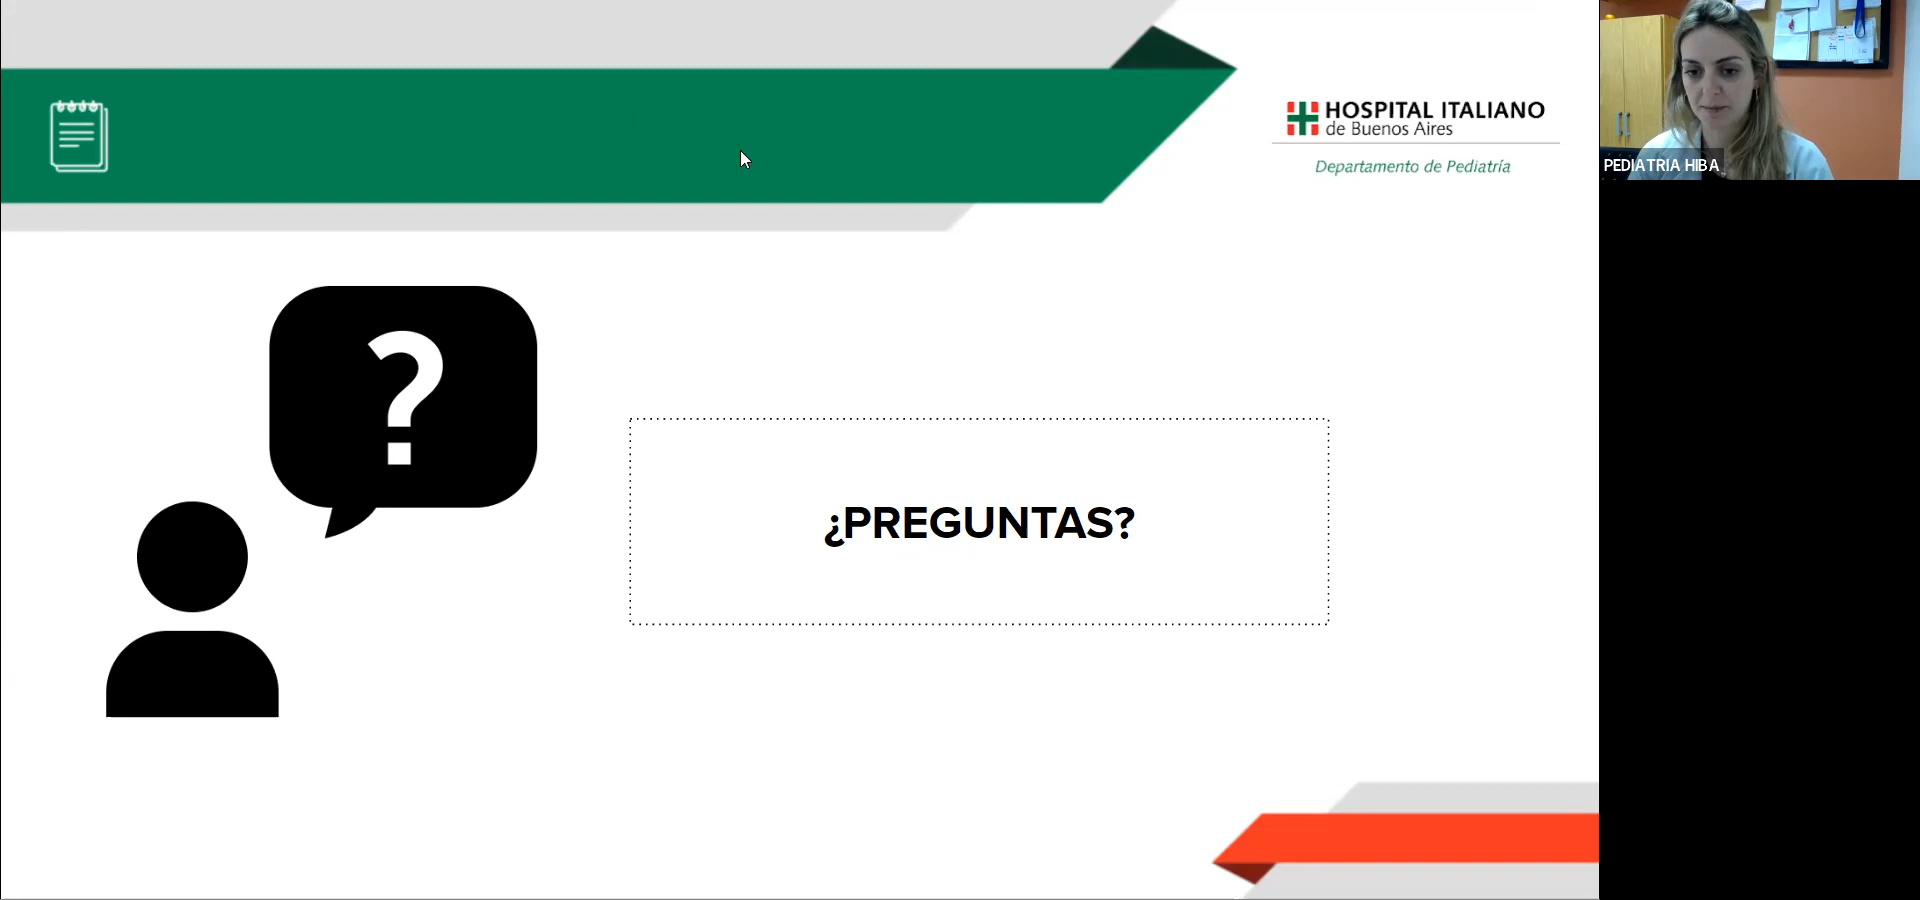 HOSPITAL ITALIANO
de Buenos Aires
Departamento de Pediatría
PEDIATRIA HIBA
?
¿PREGUNTAS?